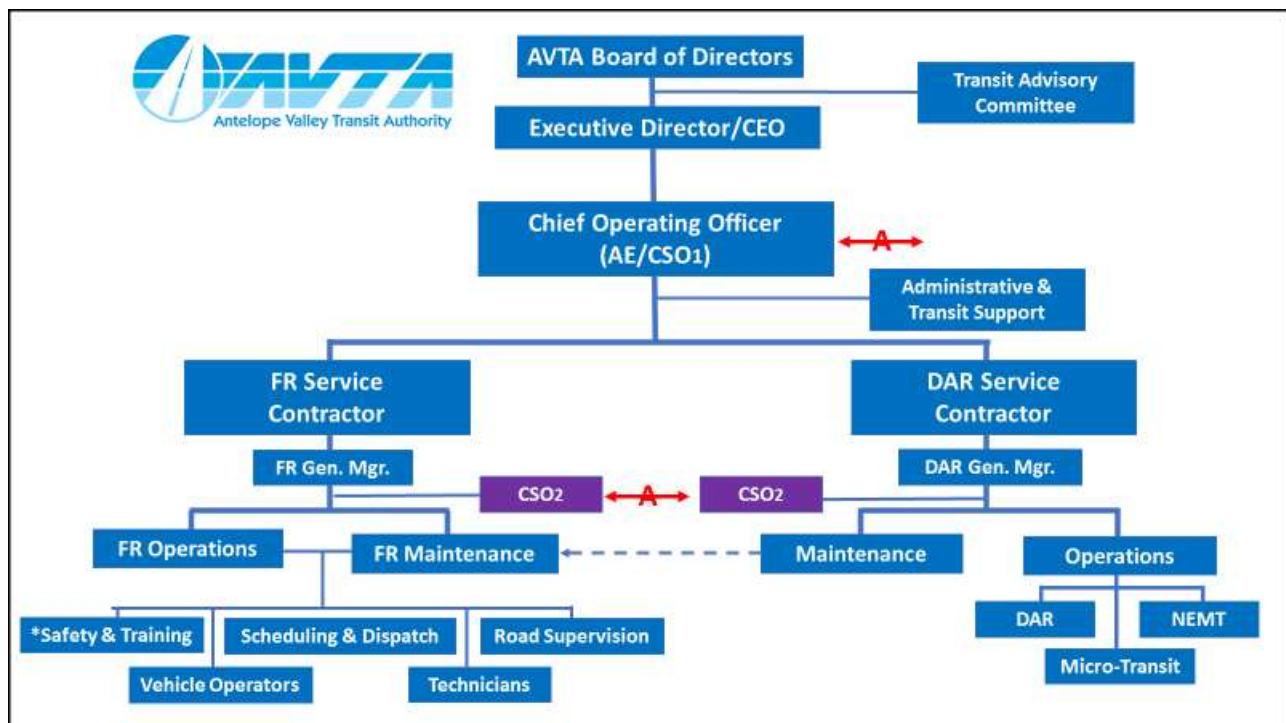 AVTA
Antelope Valley Transit Authority
AVTA Board of Directors
Transit Advisory
Committee
Executive Director/CEO
Chief Operating Officer
(AE/CSO1)
A
Administrative &
Transit Support
FR Service
Contractor
DAR Service
Contractor
FR Gen. Mgr.
DAR Gen. Mgr.
CSO2
A
CSO2
FR Operations
FR Maintenance
Maintenance
Operations
*Safety & Training
Scheduling & Dispatch
Road Supervision
DAR
NEMT
Vehicle Operators
Technicians
Micro-Transit